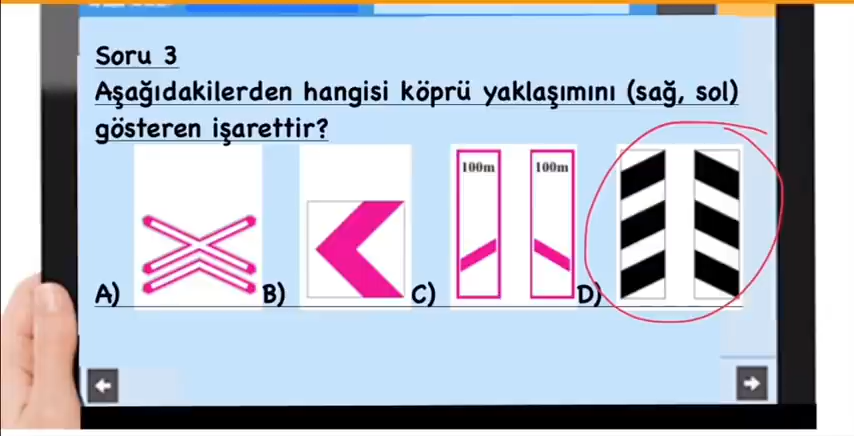 Soru 3
Aşağıdakilerden hangisi köprü yaklaşımını (sağ, sol)
gösteren işarettir?
100m 100m
A) B) C) D)